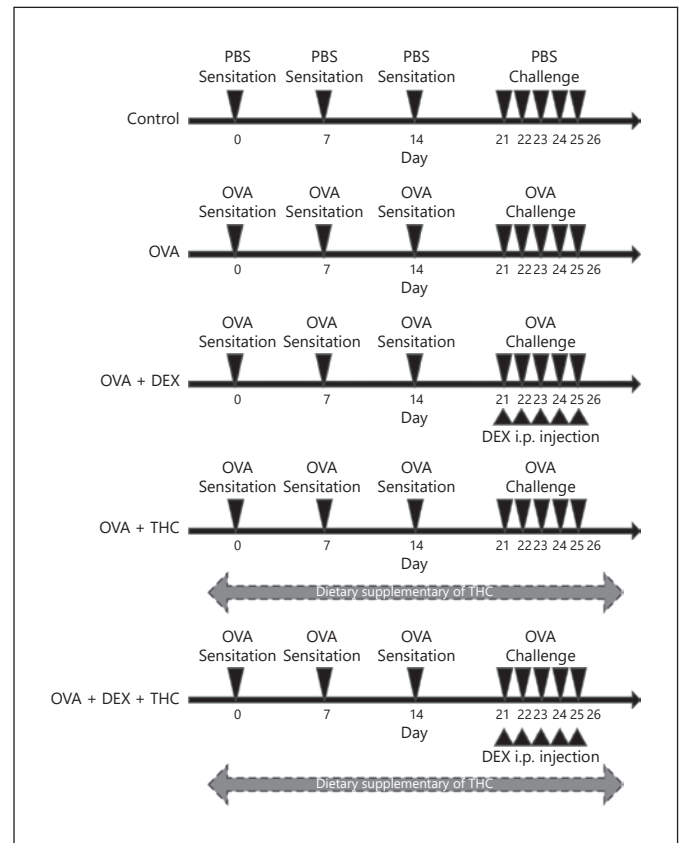 PBS PBS PBS PBS
Sensitation Sensitation Sensitation Challenge
Control
0 7 14 21 22 23 24 25 26
Day
OVA OVA OVA OVA
Sensitation Sensitation Sensitation Challenge
OVA
0 7 14 21 22 23 24 25 26
Day
OVA OVA OVA OVA
Sensitation Sensitation Sensitation Challenge
OVA + DEX
0 7 14 21 22 23 24 25 26
Day
DEX i.p. injection
OVA OVA OVA OVA
Sensitation Sensitation Sensitation Challenge
OVA + THC
0 7 14 21 22 23 24 25 26
Day
Dietary supplementary of THC
OVA OVA OVA OVA
Sensitation Sensitation Sensitation Challenge
OVA + DEX + THC
0 7 14 21 22 23 24 25 26
Day
DEX i.p. injection
Dietary supplementary of THC